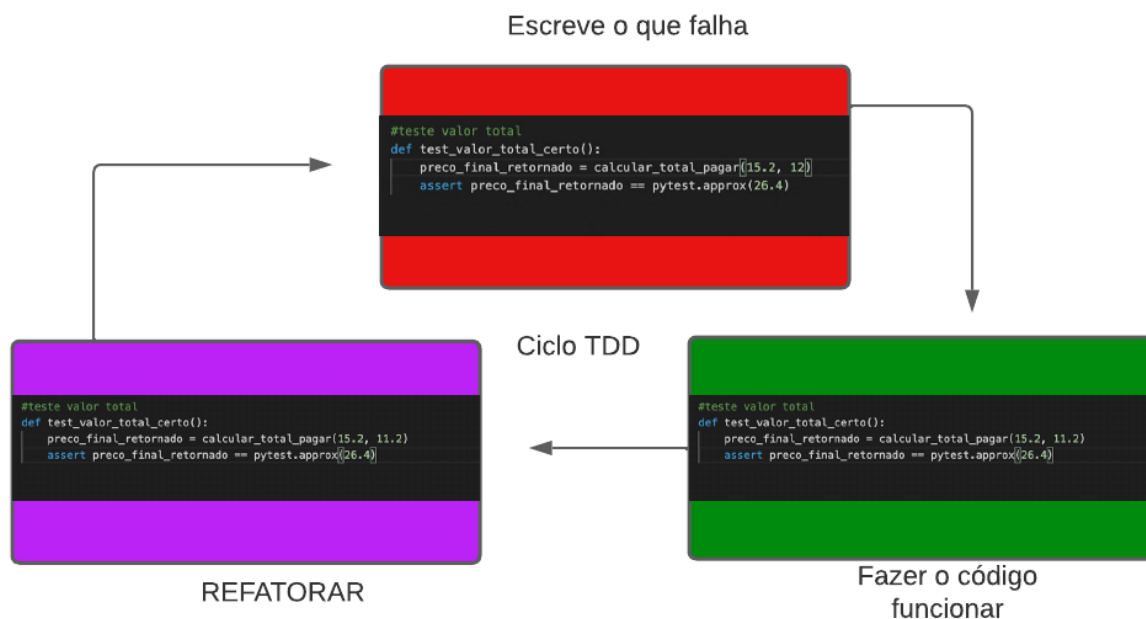 Escreve o que falha
#teste valor total
def test_valor_total_certo():
preco_final_retornado = calcular_total_pagar(15.2, 12)
assert preco_final_retornado == pytest.approx(26.4)
Ciclo TDD
#teste valor total
def test_valor_total_certo():
preco_final_retornado = calcular_total_pagar(15.2, 11.2)
assert preco_final_retornado == pytest.approx(26.4)
REFATORAR
#teste valor total
def test_valor_total_certo():
preco_final_retornado = calcular_total_pagar(15.2, 11.2)
assert preco_final_retornado == pytest.approx(26.4)
Fazer o código
funcionar